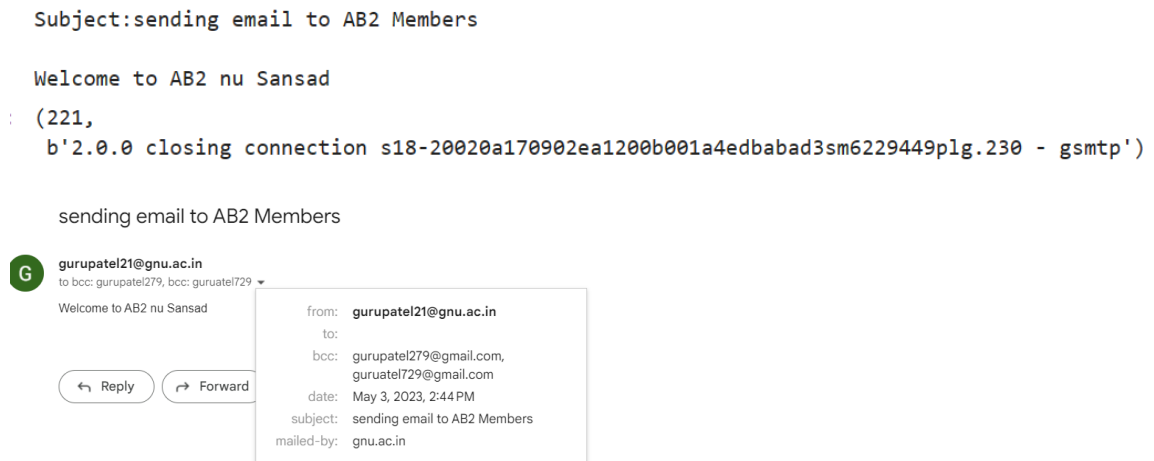 Subject:sending email to AB2 Members
Welcome to AB2 nu Sansad
(221,
b'2.0.0 closing connection s18-20020a170902ea1200b001a4edbabad3sm6229449plg.230 - gsmtp')
sending email to AB2 Members
G
gurupatel21@gnu.ac.in
to bcc: gurupatel279, bcc: guruatel729
Welcome to AB2 nu Sansad
from: gurupatel21@gnu.ac.in
to:
bcc: gurupatel279@gmail.com,
guruatel729@gmail.com
date: May 3, 2023, 2:44 PM
subject: sending email to AB2 Members
mailed-by: gnu.ac.in
Reply
Forward